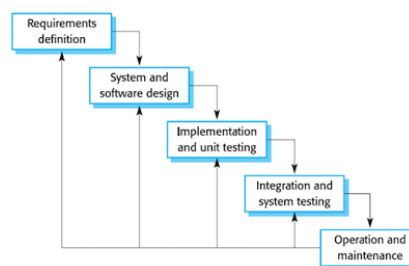 Requirements
definition
System and
software design
Implementation
and unit testing
Integration and
system testing
Operation and
maintenance